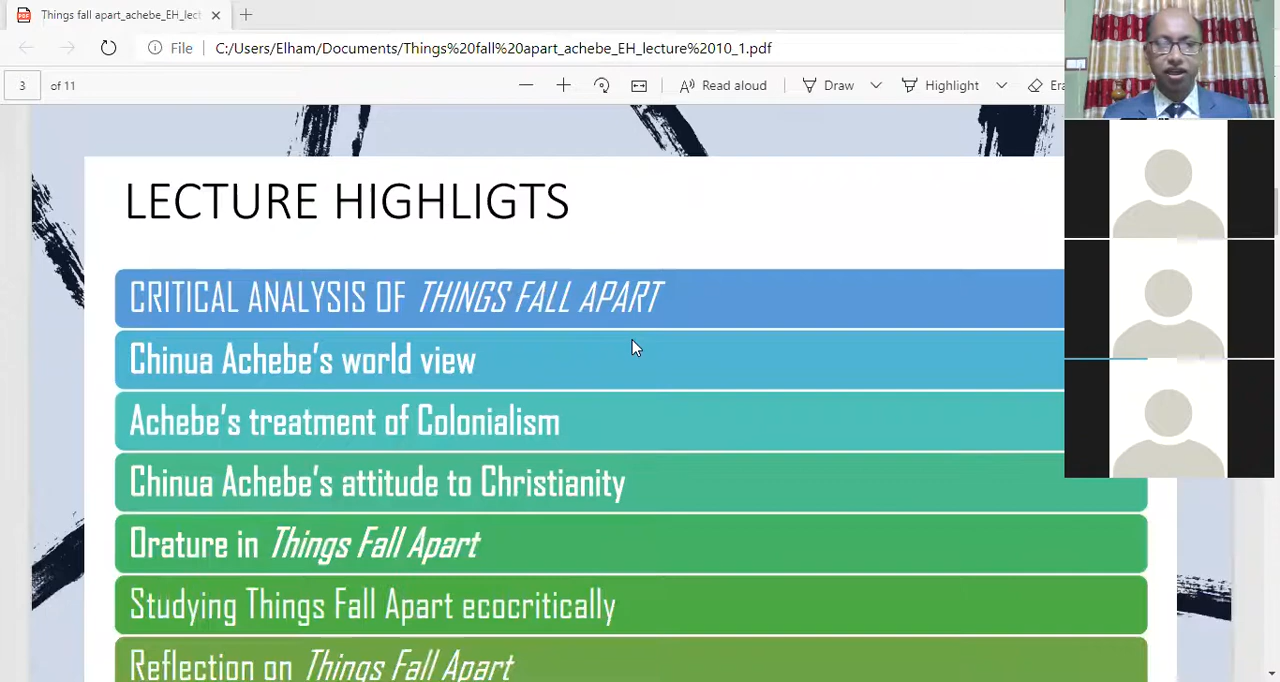 Things fall apart_achebe_EH_lect
File
C:/Users/Elham/Documents/Things%20fall%20apart_achebe_EH_lecture%2010_1.pdf
3 of 11
Read aloud
Draw
Highlight
Era
LECTURE HIGHLIGTS
CRITICAL ANALYSIS OF THINGS FALL APART
Chinua Achebe's world view
Achebe's treatment of Colonialism
Chinua Achebe's attitude to Christianity
Orature in Things Fall Apart
Studying Things Fall Apart ecocritically
Reflection on Things Fall Apart